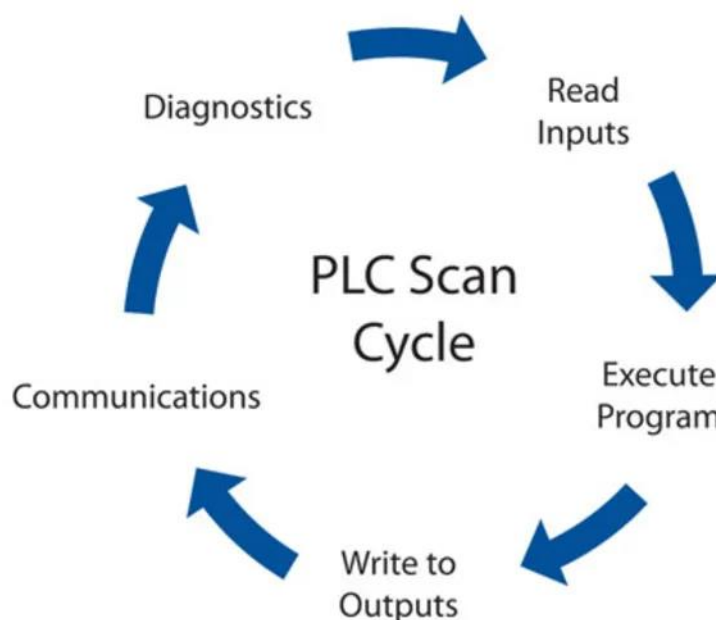 Diagnostics
Read
Inputs
PLC Scan
Cycle
Execute
Program
Communications
Write to
Outputs